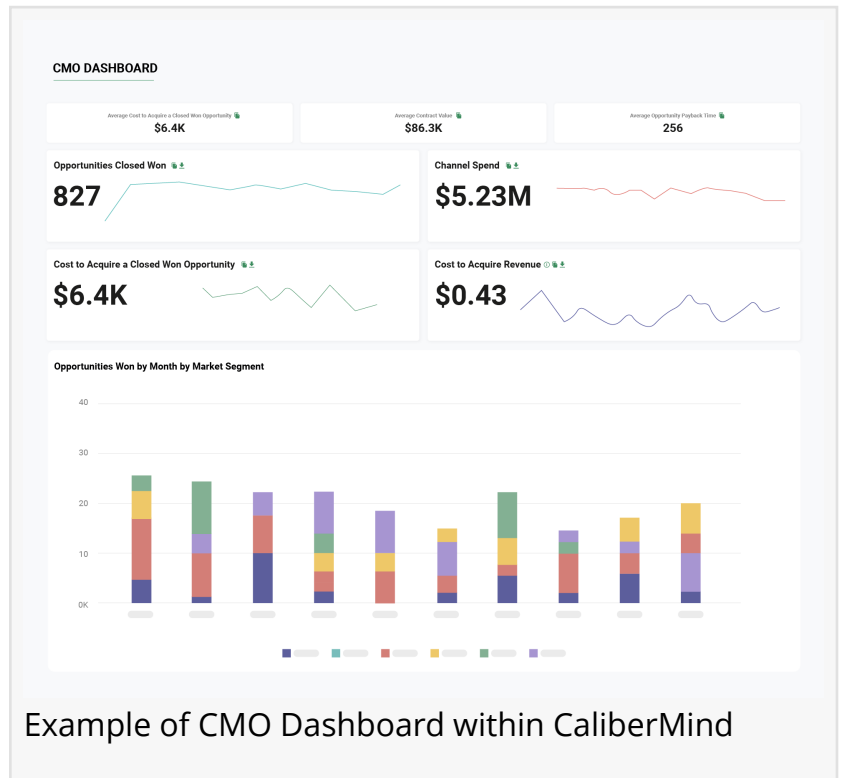 CMO DASHBOARD
Average Cost to Acquire a Closed Won Opportunity
$6.4K
Average Contract Value
$86.3K
Average Opportunity Payback Time
256
Opportunities Closed Won
827
Channel Spend
$5.23M
Cost to Acquire a Closed Won Opportunity
$6.4K
Cost to Acquire Revenue
$0.43
Opportunities Won by Month by Market Segment
40
30
20
10
0K
Example of CMO Dashboard within CaliberMind